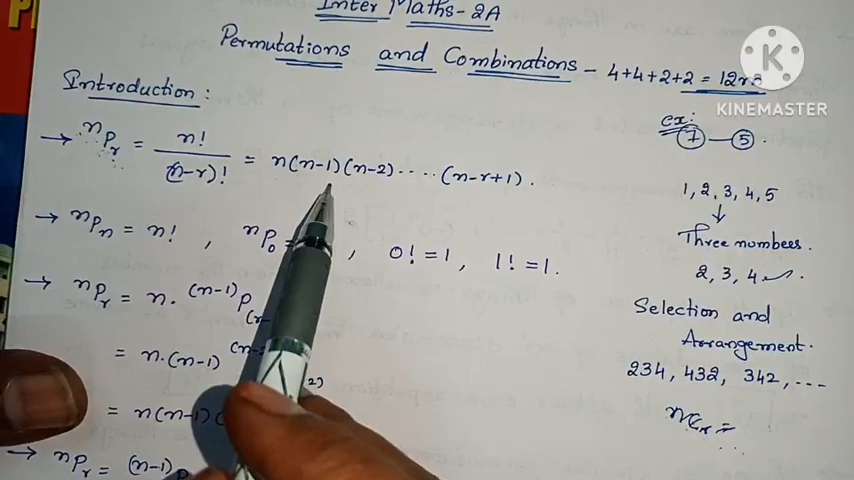 Inter Maths-2A
Permutations and Combinations - 4+4+2+2 = 12
KINEMASTER
Introduction :
→ nPr = n! / (n-r)! = n(n-1)(n-2)....(n-r+1).
→ nPn = n! , nP0 = , 0! = 1, 1! = 1.
→ nPr = n. (n-1)P(r-
= n.(n-1)
= n(n-1)
→ nPr = (n-1)P
ex:
7 — 5
1, 2, 3, 4, 5
↓
Three numbers.
2, 3, 4 ✓.
Selection and
Arrangement.
234, 432, 342, ---
nCr =